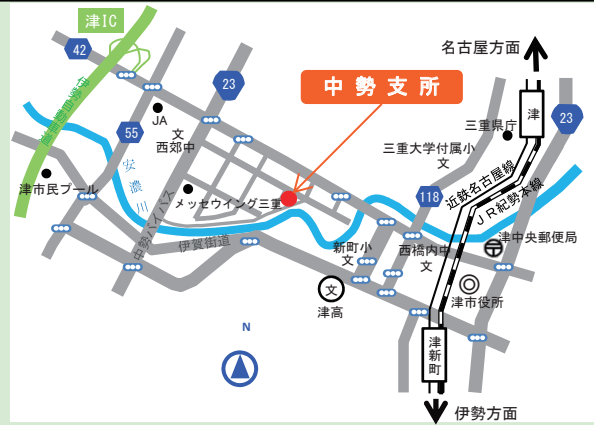 津IC
42
名古屋方面
伊勢自動車道
23
中勢支所
津
23
JA
55
文
西郊中
三重県庁
三重大学付属小
文
安濃川
近鉄名古屋線
JR紀勢本線
津市民プール
メッセウイング三重
118
中勢バイパス
伊賀街道
新町小
文
西橋内中
文
津中央郵便局
文
津高
津市役所
N
津新町
伊勢方面